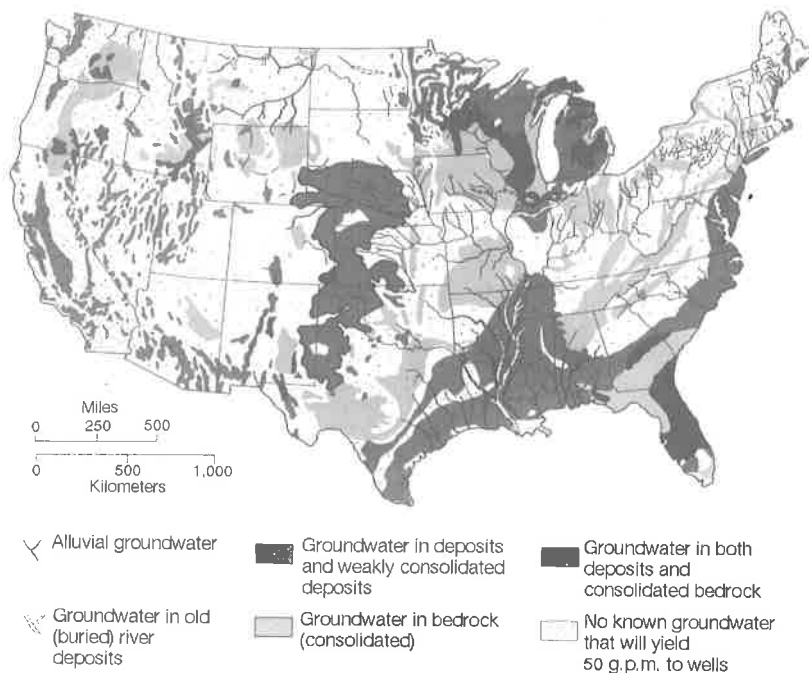 Miles
0 250 500
0 500 1,000
Kilometers
Alluvial groundwater
Groundwater in old
(buried) river
deposits
Groundwater in deposits
and weakly consolidated
deposits
Groundwater in bedrock
(consolidated)
Groundwater in both
deposits and
consolidated bedrock
No known groundwater
that will yield
50 g.p.m. to wells